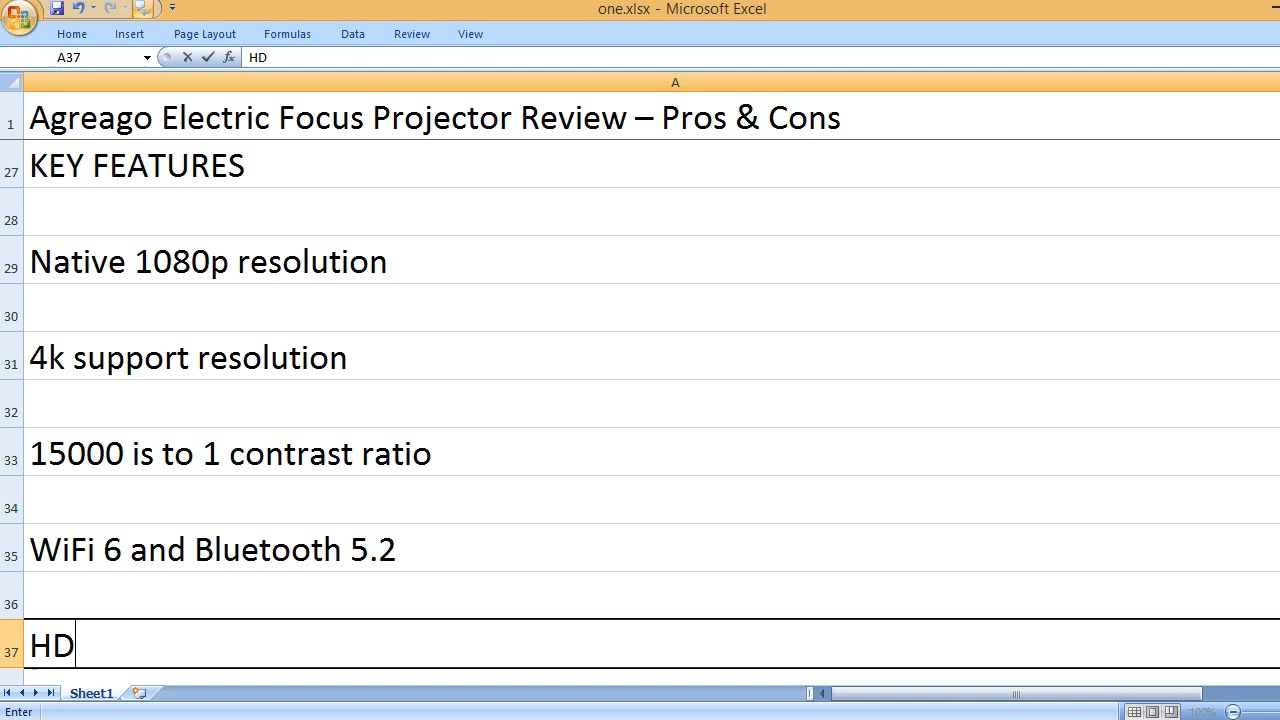 one.xlsx - Microsoft Excel
Home Insert Page Layout Formulas Data Review View
A37 fx HD
A
1 Agreago Electric Focus Projector Review – Pros & Cons
27 KEY FEATURES
28
29 Native 1080p resolution
30
31 4k support resolution
32
33 15000 is to 1 contrast ratio
34
35 WiFi 6 and Bluetooth 5.2
36
37 HD
Sheet1
Enter 100%